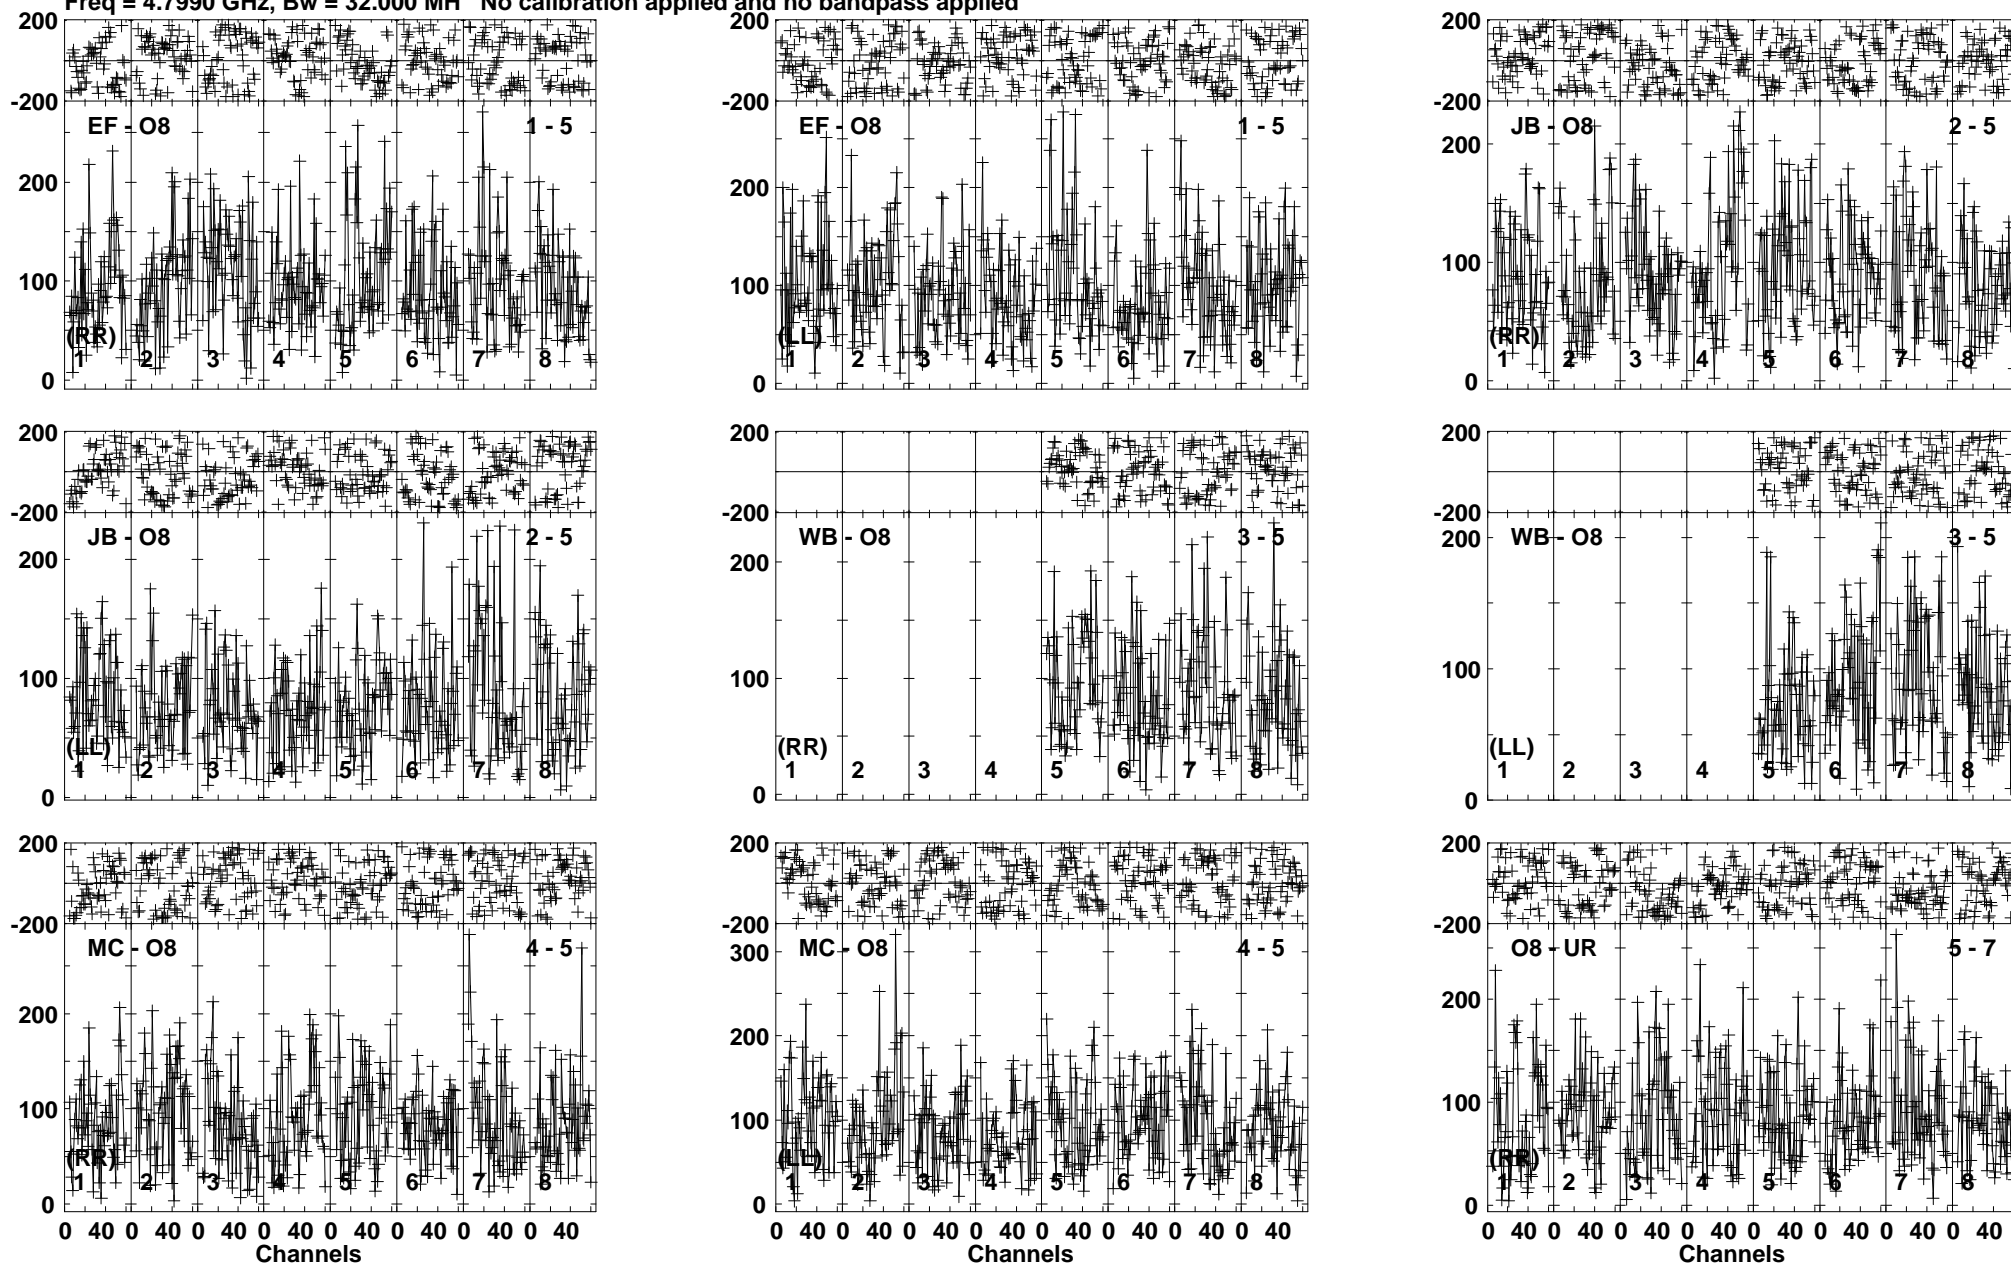 Freq = 4.7990 GHz, Bw = 32.000 MH No calibration applied and no bandpass applied
200 200 200
-200 -200 -200
EF - O8 1 - 5 EF - O8 1 - 5 JB - O8 2 - 5
200 200 200
100 100 100
(RR) (LL) (RR)
1 2 3 4 5 6 7 8 1 2 3 4 5 6 7 8 1 2 3 4 5 6 7 8
0 0 0
200 200 200
-200 -200 -200
JB - O8 2 - 5 WB - O8 3 - 5 WB - O8 3 - 5
200 200 200
100 100 100
(LL) (RR) (LL)
1 2 3 4 5 6 7 8 1 2 3 4 5 6 7 8 1 2 3 4 5 6 7 8
0 0 0
200 200 200
-200 -200 -200
MC - O8 4 - 5 MC - O8 4 - 5 O8 - UR 5 - 7
300
200 200 200
100 100 100
(RR) (LL) (RR)
1 2 3 4 5 6 7 8 1 2 3 4 5 6 7 8 1 2 3 4 5 6 7 8
0 0 0
0 40 0 40 0 40 0 40 0 40 0 40 0 40 0 40 0 40 0 40 0 40 0 40 0 40 0 40 0 40 0 40 0 40 0 40 0 40 0 40 0 40 0 40 0 40 0 40
Channels Channels Channels